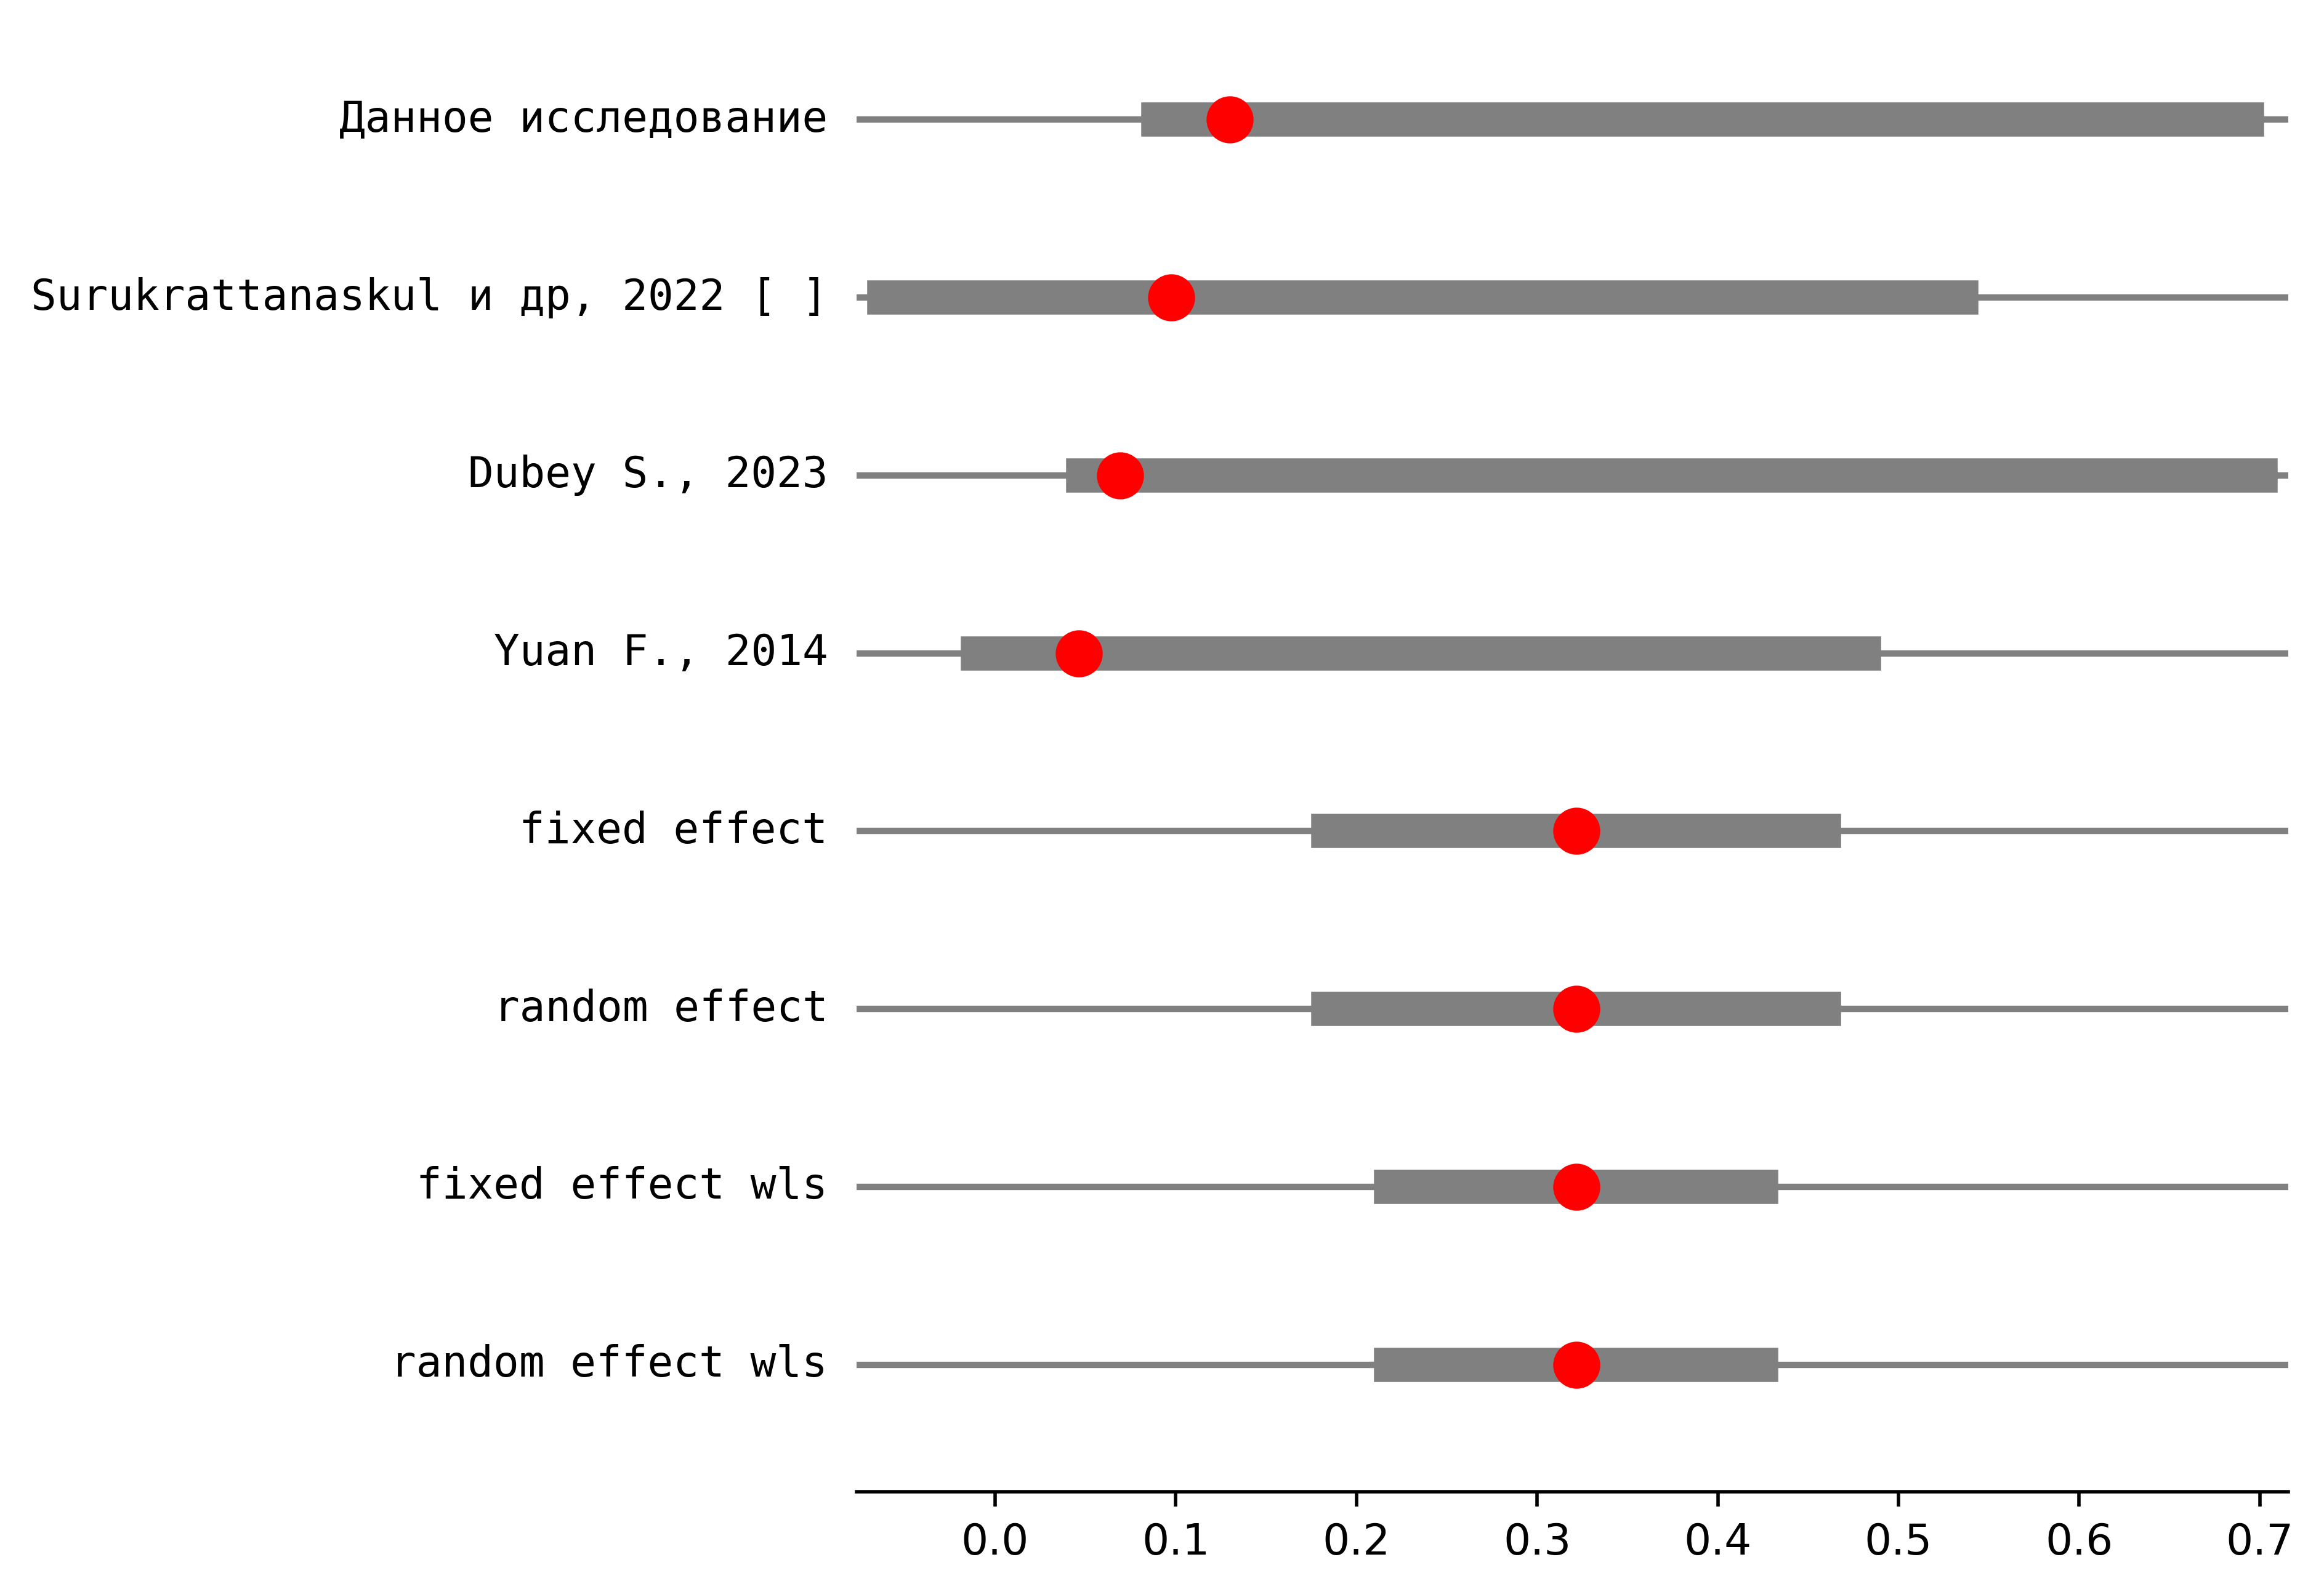 Данное исследование
Surukrattanaskul и др, 2022 [ ]
Dubey S., 2023
Yuan F., 2014
fixed effect
random effect
fixed effect wls
random effect wls
0.0 0.1 0.2 0.3 0.4 0.5 0.6 0.7